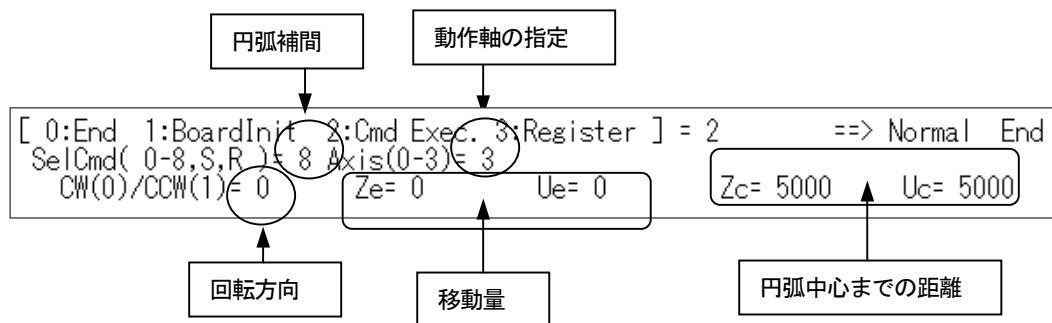 円弧補間
動作軸の指定
[ 0:End 1:BoardInit 2:Cmd Exec. 3:Register ] = 2 ==> Normal End
SelCmd( 0-8,S,R )= 8 Axis(0-3)= 3
CW(0)/CCW(1)= 0 Ze= 0 Ue= 0 Zc= 5000 Uc= 5000
回転方向
移動量
円弧中心までの距離